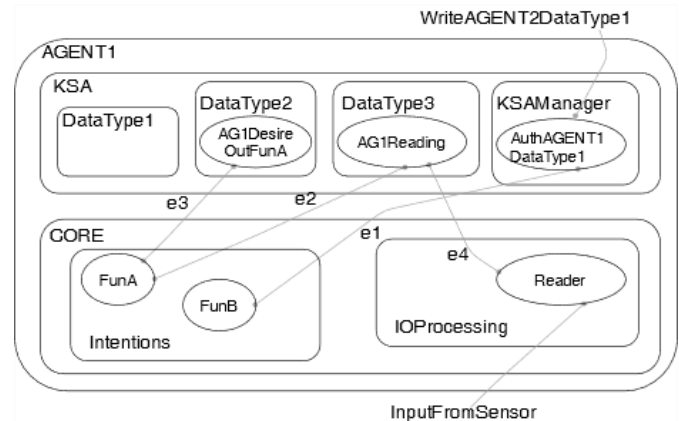 WriteAGENT2DataType1
AGENT1
KSA
DataType1
DataType2
AG1Desire
OutFunA
DataType3
AG1Reading
KSAManager
AuthAGENT1
DataType1
e3
e2
e1
e4
CORE
FunA
FunB
Intentions
Reader
IOProcessing
InputFromSensor